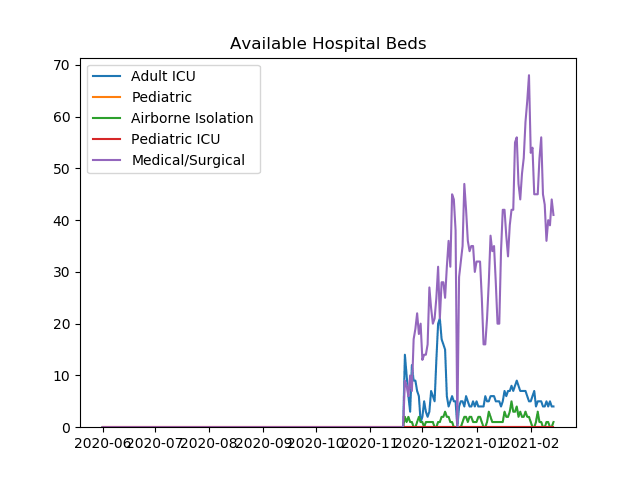 Available Hospital Beds
70
60
50
40
30
20
10
0
Adult ICU
Pediatric
Airborne Isolation
Pediatric ICU
Medical/Surgical
2020-06 2020-07 2020-08 2020-09 2020-10 2020-11 2020-12 2021-01 2021-02